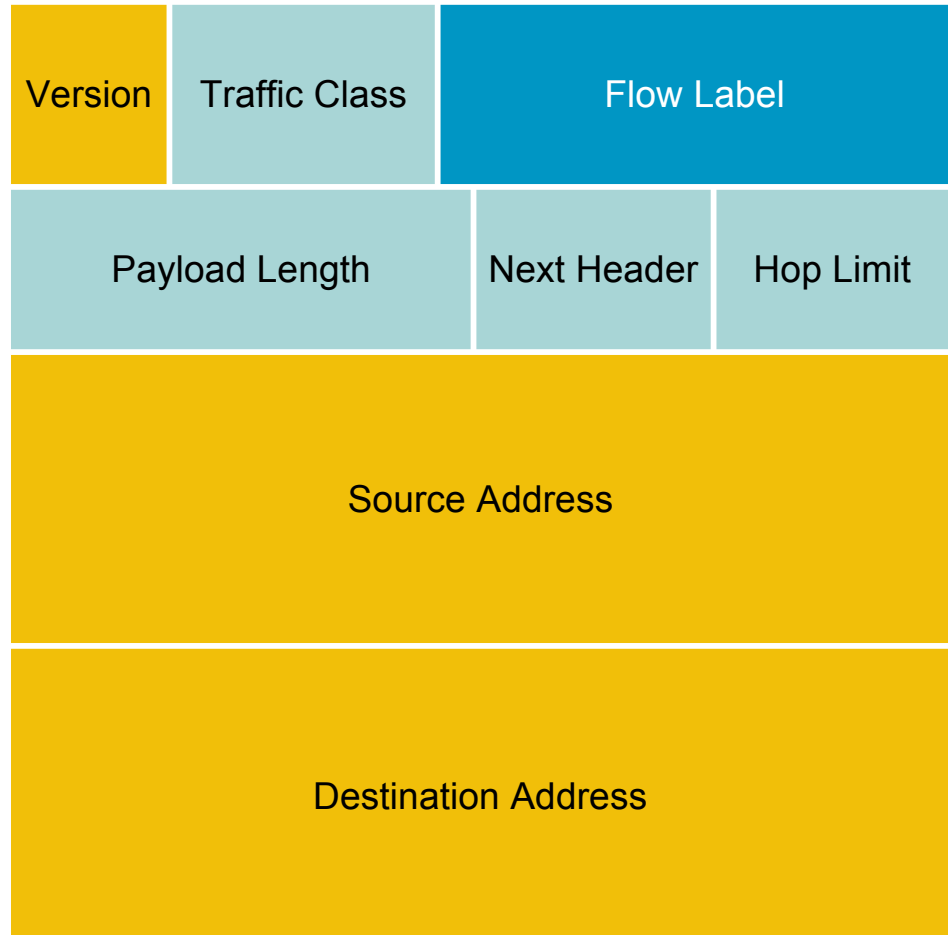 Version Traffic Class Flow Label
Payload Length Next Header Hop Limit
Source Address
Destination Address